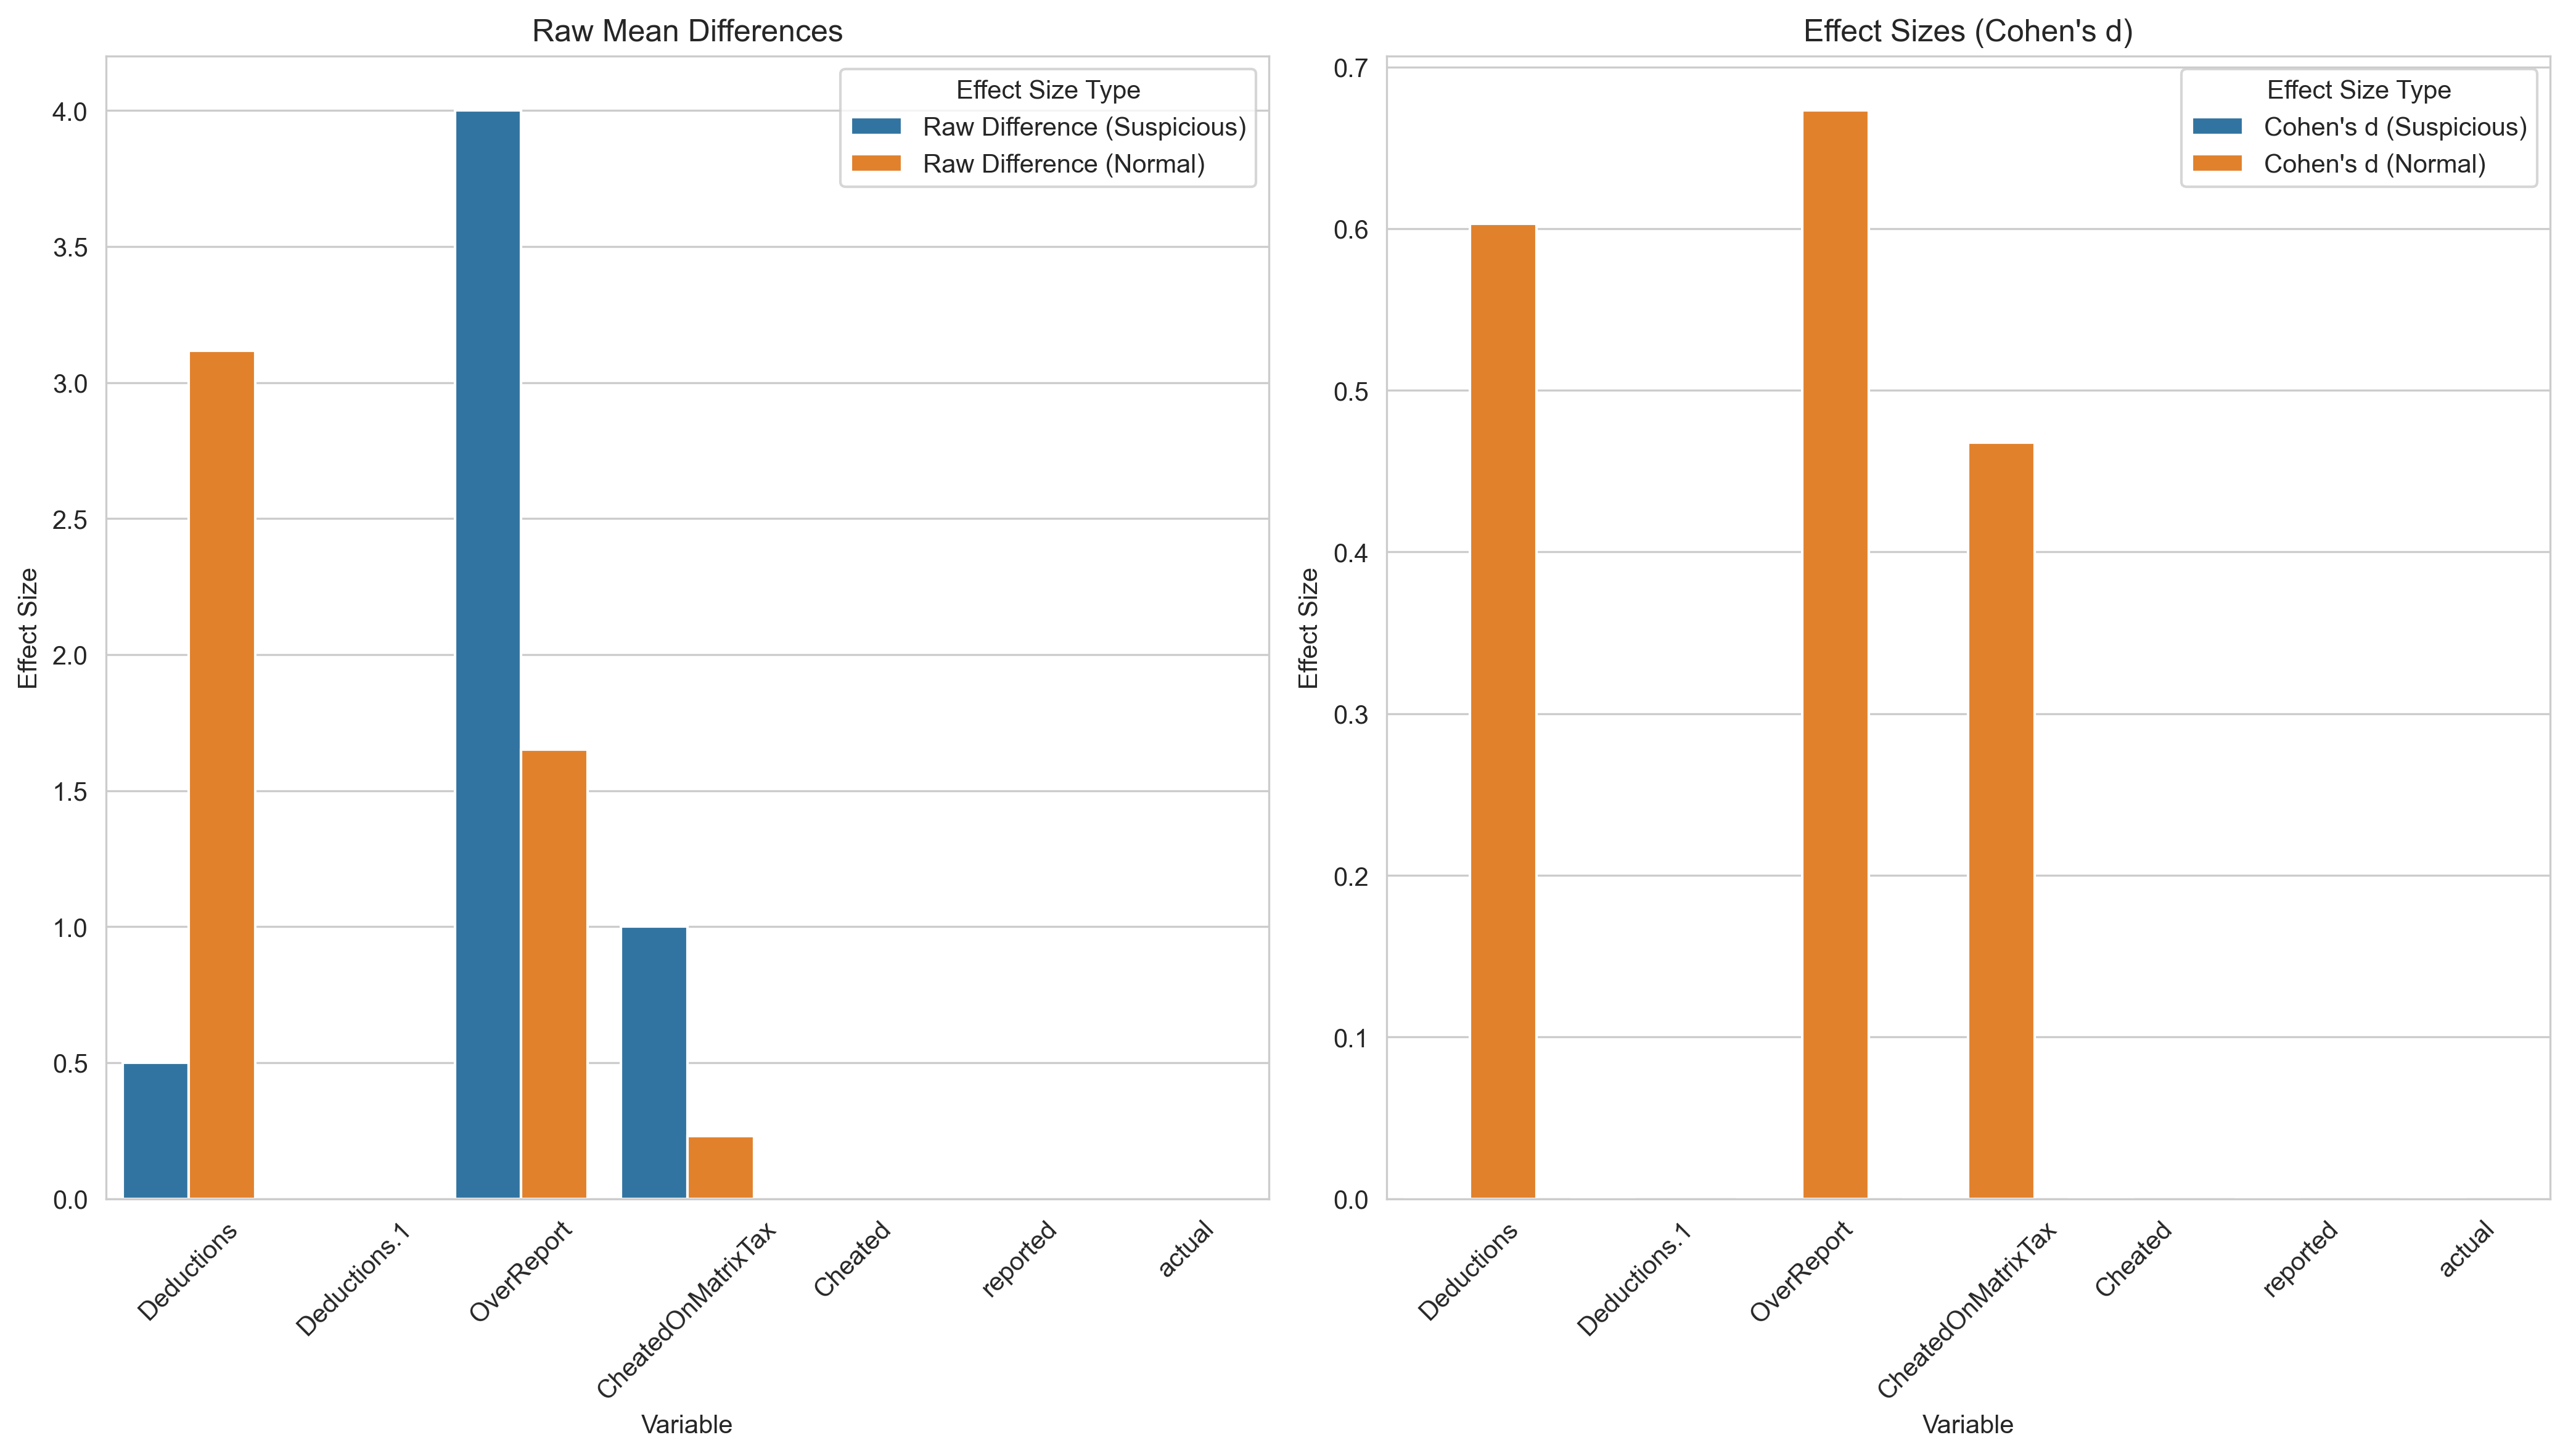 Raw Mean Differences
Effect Size Type
Raw Difference (Suspicious)
Raw Difference (Normal)
4.0
3.5
3.0
2.5
2.0
1.5
1.0
0.5
0.0
Effect Size
Deductions
Deductions.1
OverReport
CheatedOnMatrixTax
Cheated
reported
actual
Variable
Effect Sizes (Cohen's d)
Effect Size Type
Cohen's d (Suspicious)
Cohen's d (Normal)
0.7
0.6
0.5
0.4
0.3
0.2
0.1
0.0
Effect Size
Deductions
Deductions.1
OverReport
CheatedOnMatrixTax
Cheated
reported
actual
Variable